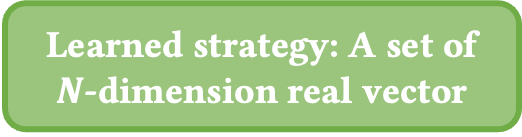 Learned strategy: A set of
N-dimension real vector